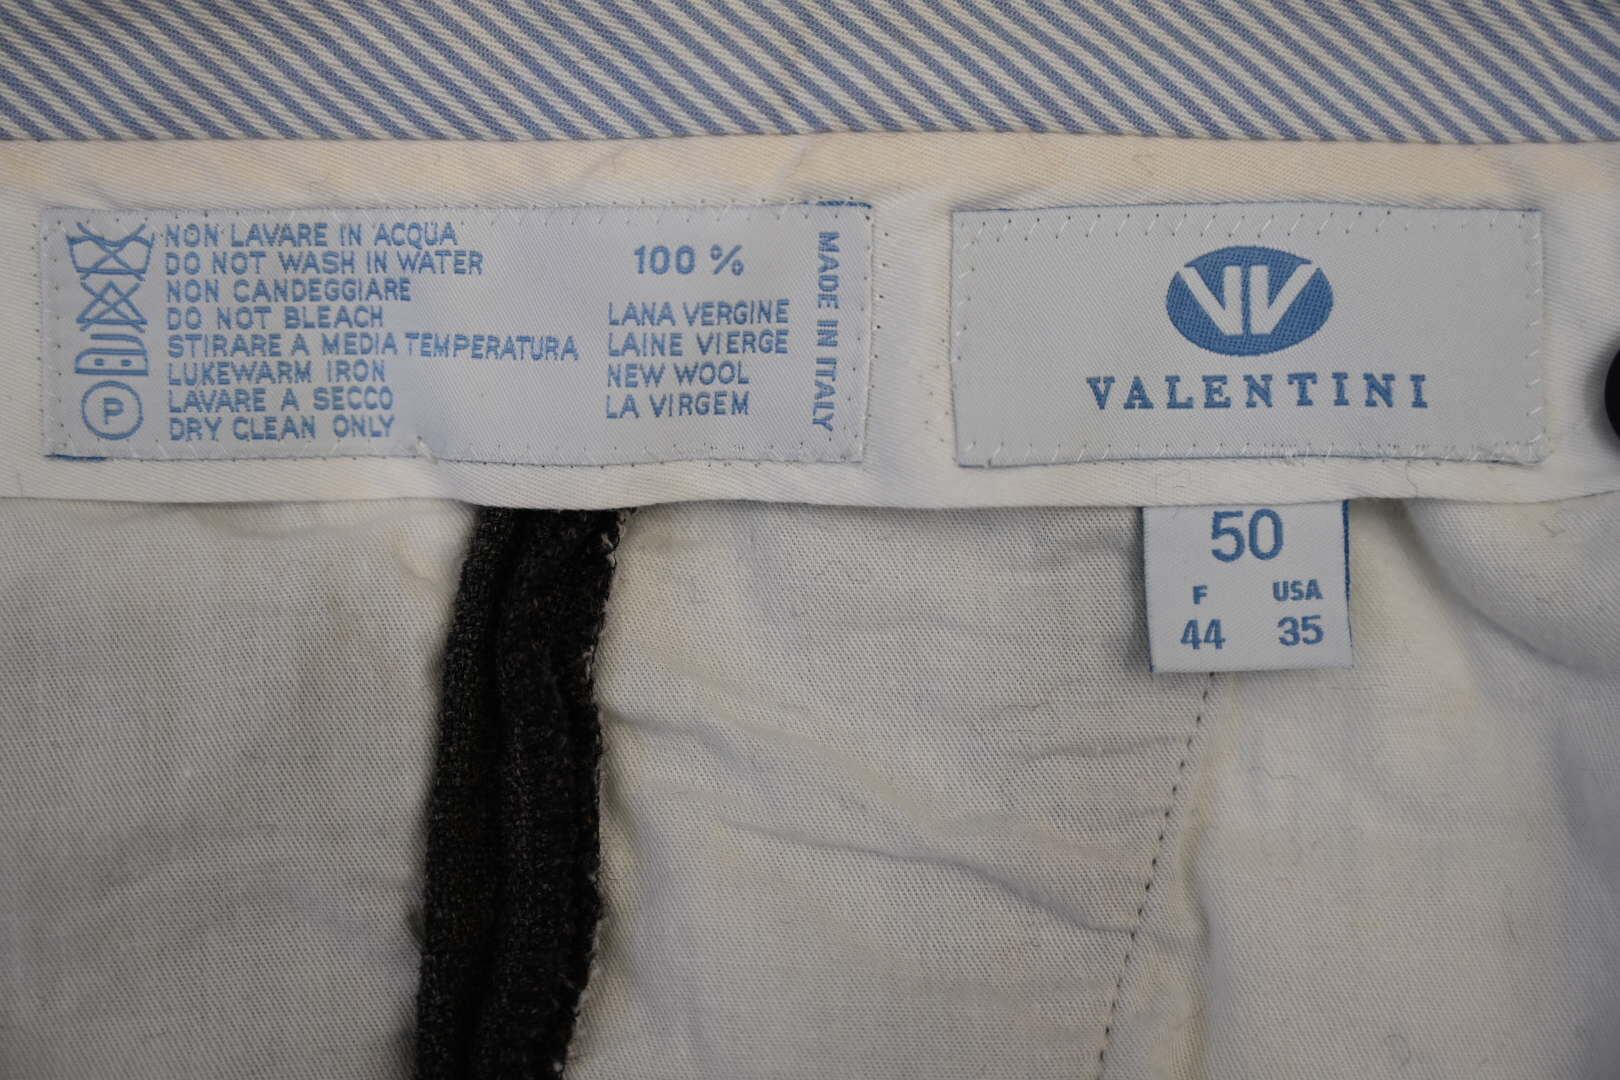 NON LAVARE IN ACQUA
DO NOT WASH IN WATER
NON CANDEGGIARE
DO NOT BLEACH
STIRARE A MEDIA TEMPERATURA
LUKEWARM IRON
LAVARE A SECCO
DRY CLEAN ONLY
P
100 %
LANA VERGINE
LAINE VIERGE
NEW WOOL
LA VIRGEM
MADE IN ITALY
VALENTINI
50
F USA
44 35